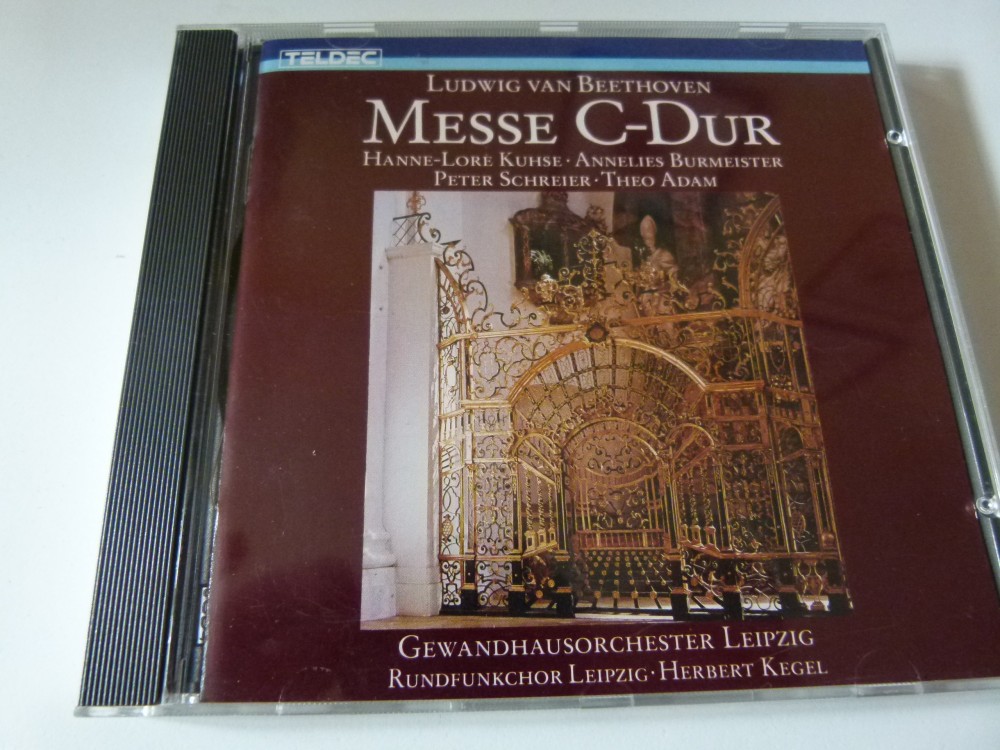 TELDEC
LUDWIG VAN BEETHOVEN
MESSE C-DUR
HANNE-LORE KUHSE · ANNELIES BURMEISTER
PETER SCHREIER · THEO ADAM
GEWANDHAUSORCHESTER LEIPZIG
RUNDFUNKCHOR LEIPZIG · HERBERT KEGEL